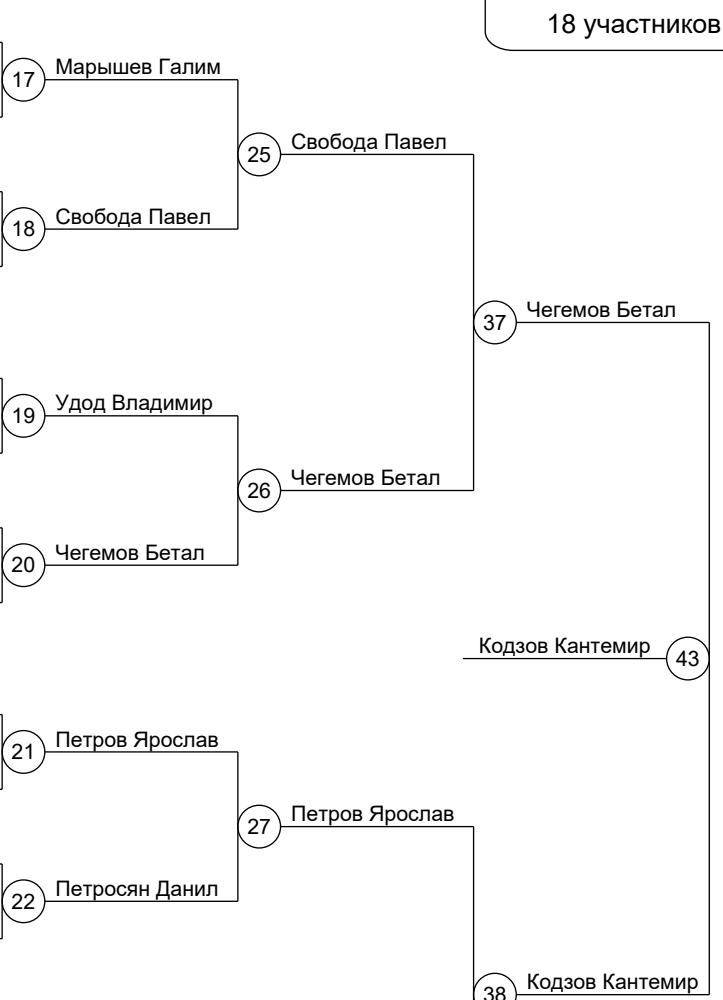 18 участников
17 Марышев Галим
25 Свобода Павел
18 Свобода Павел
37 Чегемов Бетал
19 Удод Владимир
26 Чегемов Бетал
20 Чегемов Бетал
Кодзов Кантемир 43
21 Петров Ярослав
27 Петров Ярослав
22 Петросян Данил
38 Кодзов Кантемир